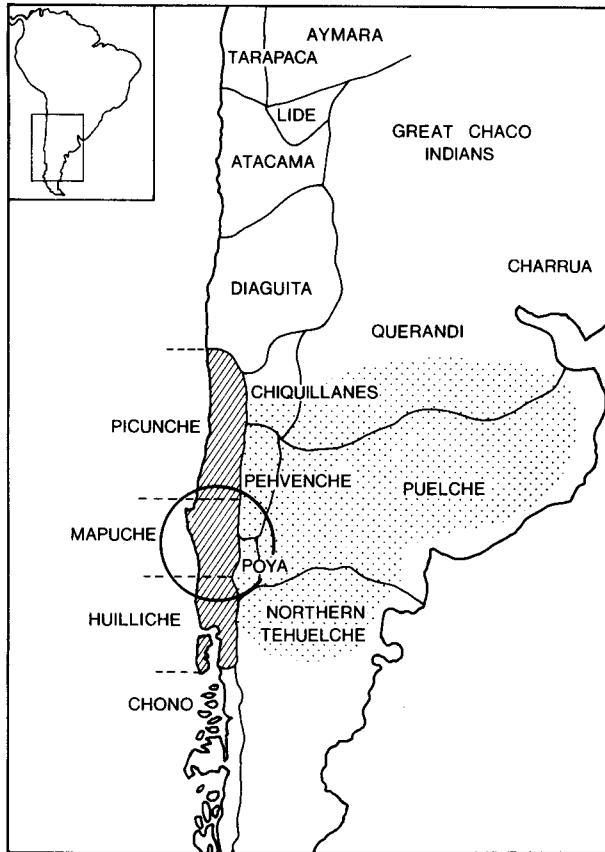 AYMARA
TARAPACA
LIDE
GREAT CHACO
INDIANS
ATACAMA
CHARRUA
DIAGUITA
QUERANDI
CHIQUILLANES
PICUNCHE
PEHVENCHE
PUELCHE
MAPUCHE
POYA
HUILLICHE
NORTHERN
TEHUELCHE
CHONO